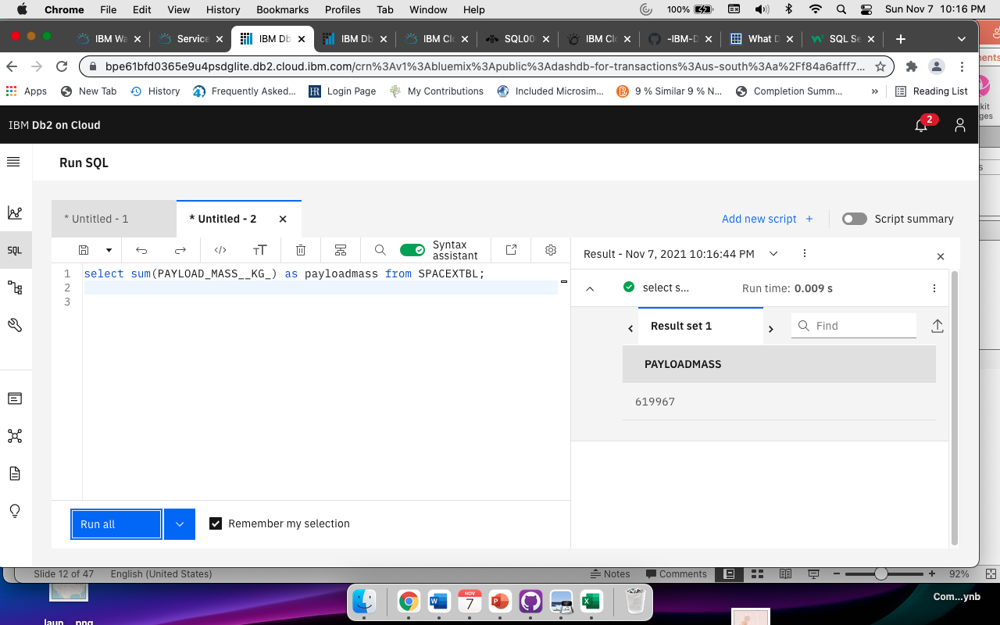 Chrome File Edit View History Bookmarks Profiles Tab Window Help 100% Sun Nov 7 10:16 PM
IBM Wa Service IBM Db IBM Db IBM Clo SQL00 IBM Clo -IBM-D What D SQL Se
bpe61bfd0365e9u4psdglite.db2.cloud.ibm.com/crn%3Av1%3Abluemix%3Apublic%3Adashdb-for-transactions%3Aus-south%3Aa%2Ff84a6afff7...
Apps New Tab History Frequently Asked... HR Login Page My Contributions Included Microsim... 9 % Similar 9 % N... Completion Summ... » Reading List
IBM Db2 on Cloud 2
Run SQL
* Untitled - 1 * Untitled - 2 Add new script + Script summary
SQL
Syntax assistant
Result - Nov 7, 2021 10:16:44 PM
1 select sum(PAYLOAD_MASS__KG_) as payloadmass from SPACEXTBL;
2
3
select s... Run time: 0.009 s
Result set 1 Find
PAYLOADMASS
619967
Run all Remember my selection
Slide 12 of 47 English (United States) Notes Comments 92%
NOV
7
Com...ynb